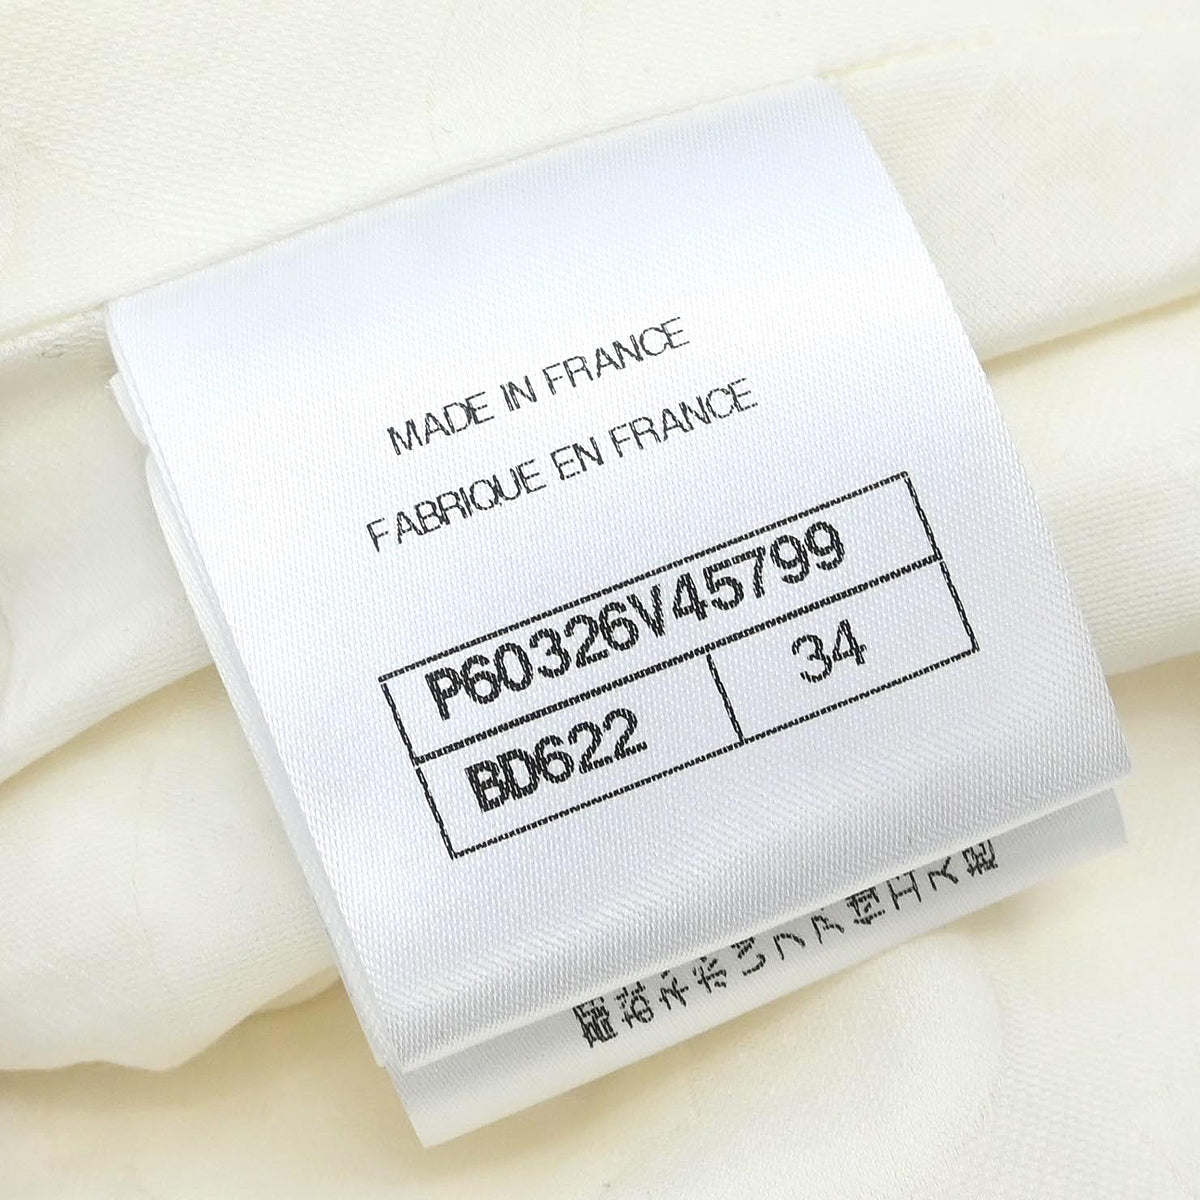 MADE IN FRANCE
FABRIQUE EN FRANCE
P60326V45799
BD622 34